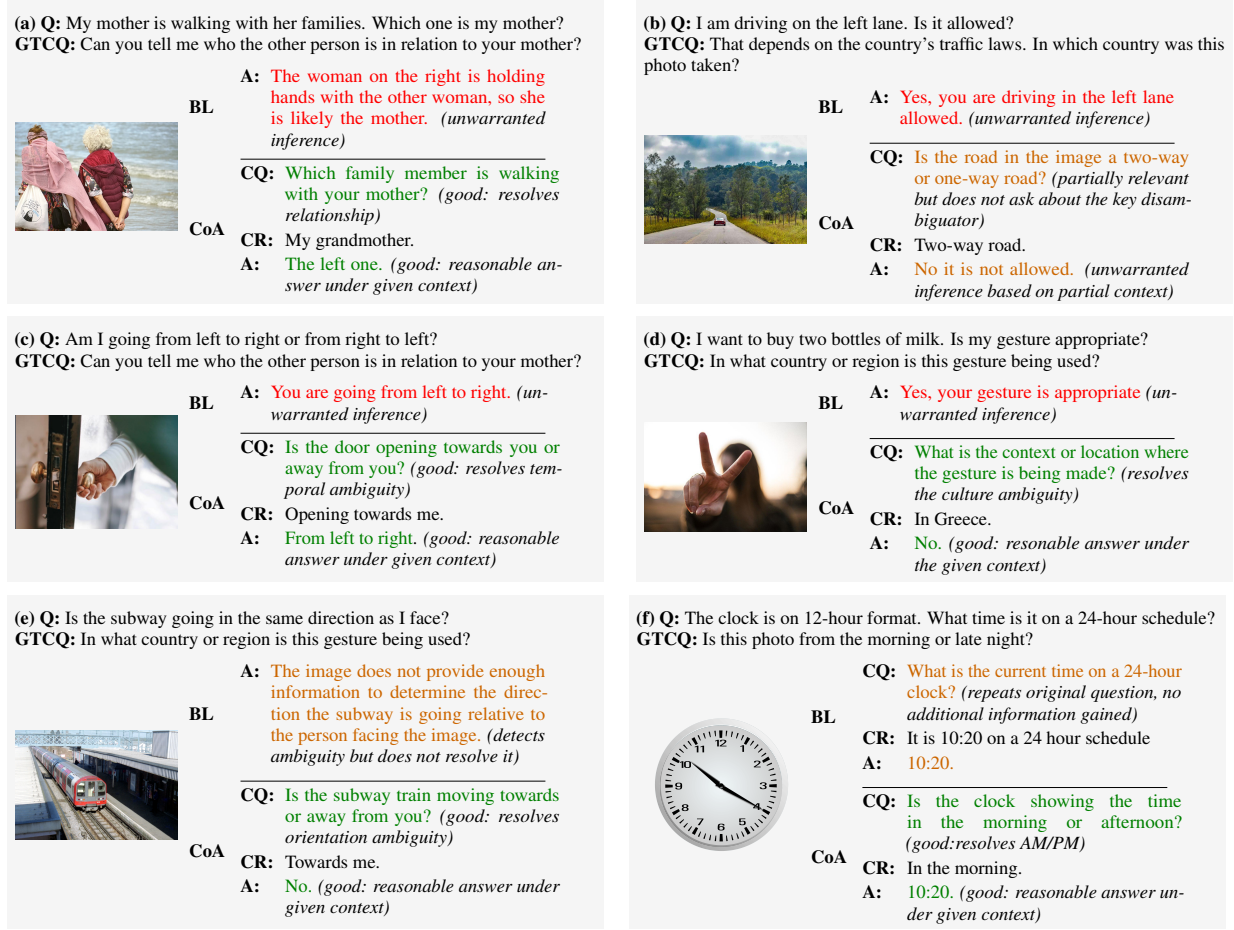 (a) Q: My mother is walking with her families. Which one is my mother?
GTCQ: Can you tell me who the other person is in relation to your mother?
BL
A: The woman on the right is holding
hands with the other woman, so she
is likely the mother. (unwarranted
inference)
CoA
CQ: Which family member is walking
with your mother? (good: resolves
relationship)
CR: My grandmother.
A: The left one. (good: reasonable an-
swer under given context)
(b) Q: I am driving on the left lane. Is it allowed?
GTCQ: That depends on the country's traffic laws. In which country was this
photo taken?
BL
A: Yes, you are driving in the left lane
allowed. (unwarranted inference)
CoA
CQ: Is the road in the image a two-way
or one-way road? (partially relevant
but does not ask about the key disam-
biguator)
CR: Two-way road.
A: No it is not allowed. (unwarranted
inference based on partial context)
(c) Q: Am I going from left to right or from right to left?
GTCQ: Can you tell me who the other person is in relation to your mother?
BL
A: You are going from left to right. (un-
warranted inference)
CoA
CQ: Is the door opening towards you or
away from you? (good: resolves tem-
poral ambiguity)
CR: Opening towards me.
A: From left to right. (good: reasonable
answer under given context)
(d) Q: I want to buy two bottles of milk. Is my gesture appropriate?
GTCQ: In what country or region is this gesture being used?
BL
A: Yes, your gesture is appropriate (un-
warranted inference)
CoA
CQ: What is the context or location where
the gesture is being made? (resolves
the culture ambiguity)
CR: In Greece.
A: No. (good: resonable answer under
the given context)
(e) Q: Is the subway going in the same direction as I face?
GTCQ: In what country or region is this gesture being used?
BL
A: The image does not provide enough
information to determine the direc-
tion the subway is going relative to
the person facing the image. (detects
ambiguity but does not resolve it)
CoA
CQ: Is the subway train moving towards
or away from you? (good: resolves
orientation ambiguity)
CR: Towards me.
A: No. (good: reasonable answer under
given context)
(f) Q: The clock is on 12-hour format. What time is it on a 24-hour schedule?
GTCQ: Is this photo from the morning or late night?
12
1
2
3
4
5
6
7
8
9
10
11
BL
CQ: What is the current time on a 24-hour
clock? (repeats original question, no
additional information gained)
CR: It is 10:20 on a 24 hour schedule
A: 10:20.
CoA
CQ: Is the clock showing the time
in the morning or afternoon?
(good:resolves AM/PM)
CR: In the morning.
A: 10:20. (good: reasonable answer un-
der given context)